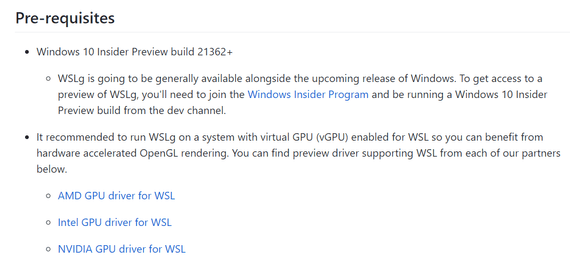 Pre-requisites
Windows 10 Insider Preview build 21362+
WSLg is going to be generally available alongside the upcoming release of Windows. To get access to a
preview of WSLg, you'll need to join the Windows Insider Program and be running a Windows 10 Insider
Preview build from the dev channel.
It recommended to run WSLg on a system with virtual GPU (vGPU) enabled for WSL so you can benefit from
hardware accelerated OpenGL rendering. You can find preview driver supporting WSL from each of our partners
below.
AMD GPU driver for WSL
Intel GPU driver for WSL
NVIDIA GPU driver for WSL